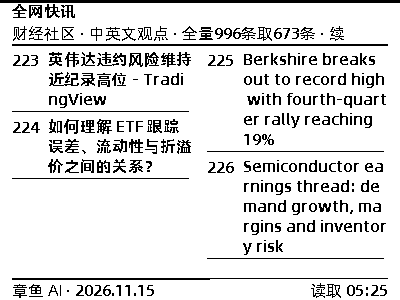 全网快讯
财经社区 · 中英文观点 · 全量996条取673条 · 续
223 英伟达违约风险维持
近纪录高位 - Tradi
ngView
224 如何理解 ETF 跟踪
误差、流动性与折溢
价之间的关系？
225 Berkshire breaks
out to record high
with fourth-quart
er rally reaching
19%
226 Semiconductor ea
rnings thread: de
mand growth, ma
rgins and inventor
y risk
章鱼 AI · 2026.11.15
读取 05:25